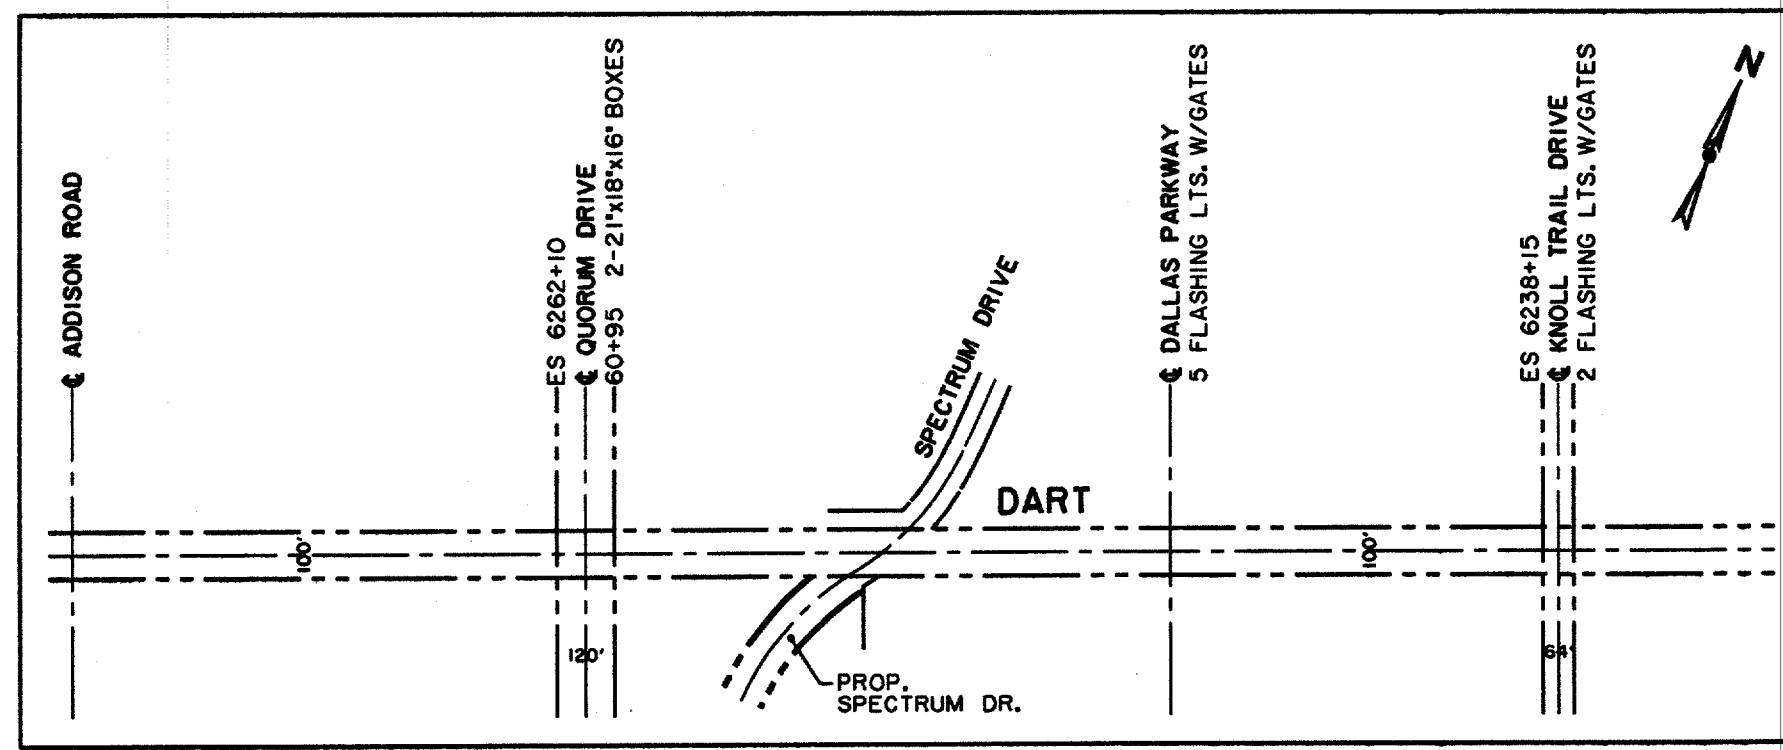 ℄ ADDISON ROAD
ES 6262+10
℄ QUORUM DRIVE
60+95 2-21"x18"x16" BOXES
SPECTRUM DRIVE
℄ DALLAS PARKWAY
5 FLASHING LTS. W/GATES
ES 6238+15
℄ KNOLL TRAIL DRIVE
2 FLASHING LTS. W/GATES
N
DART
100'
100'
120'
64'
PROP.
SPECTRUM DR.